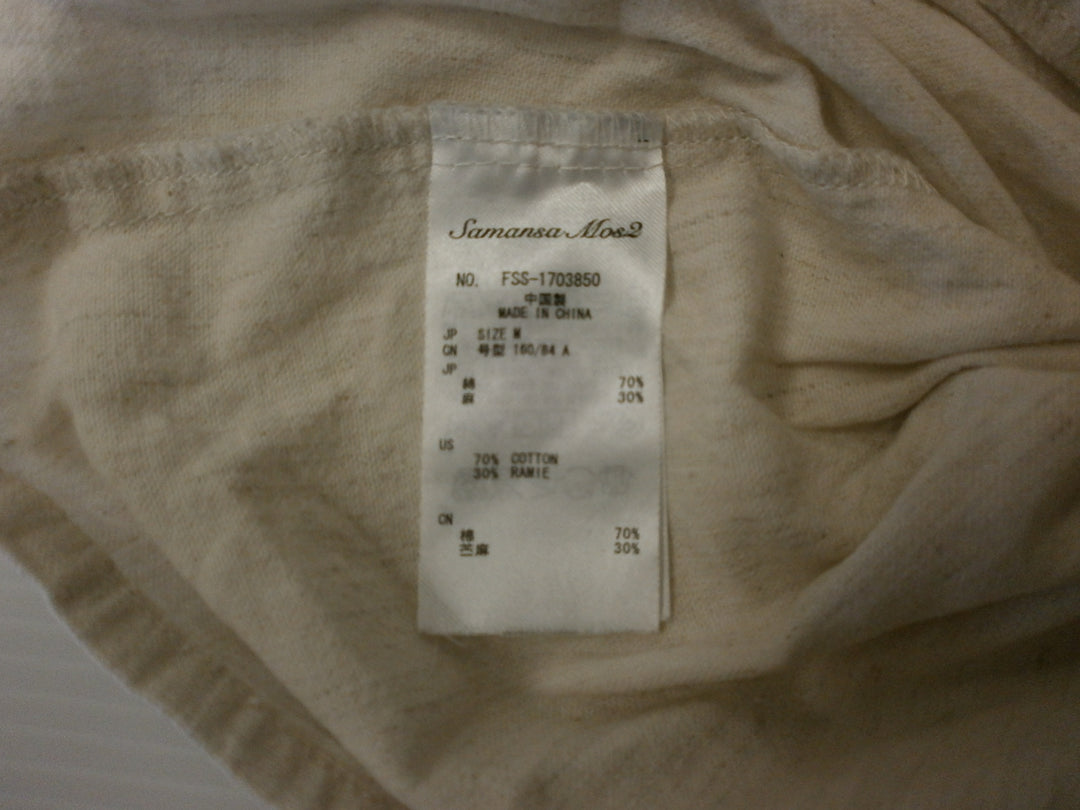 Samansa Mos2
NO. FSS-1703850
中国製
MADE IN CHINA
JP SIZE M
CN 号型 160/84 A
JP
綿 70%
麻 30%
US
70% COTTON
30% RAMIE
CN
棉 70%
苎麻 30%